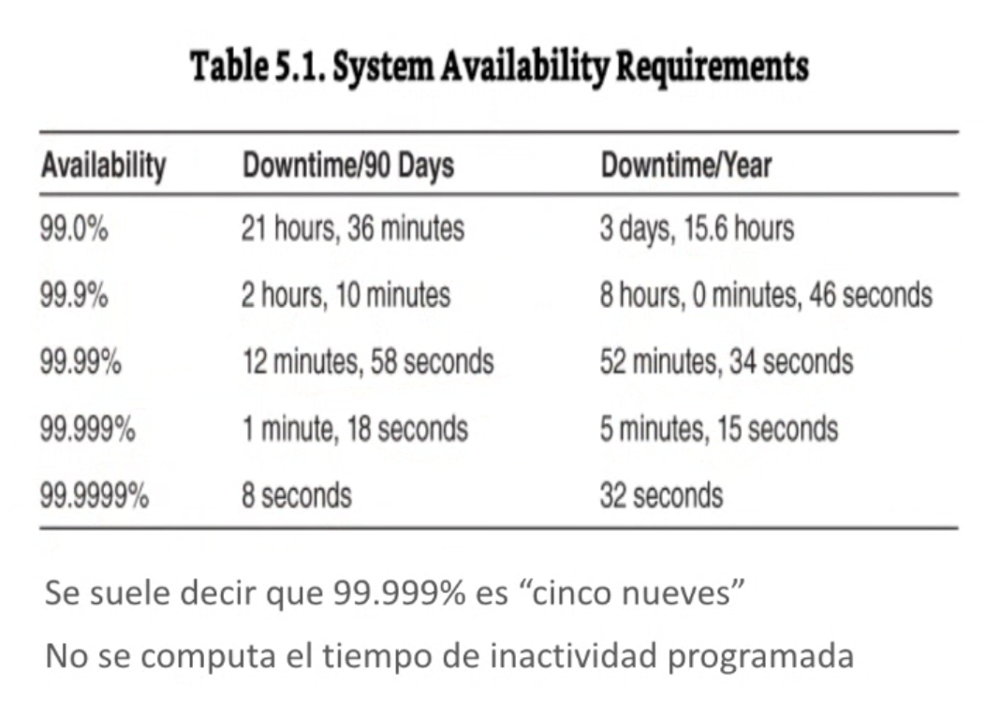 Table 5.1. System Availability Requirements
Availability Downtime/90 Days Downtime/Year
99.0% 21 hours, 36 minutes 3 days, 15.6 hours
99.9% 2 hours, 10 minutes 8 hours, 0 minutes, 46 seconds
99.99% 12 minutes, 58 seconds 52 minutes, 34 seconds
99.999% 1 minute, 18 seconds 5 minutes, 15 seconds
99.9999% 8 seconds 32 seconds
Se suele decir que 99.999% es “cinco nueves”
No se computa el tiempo de inactividad programada